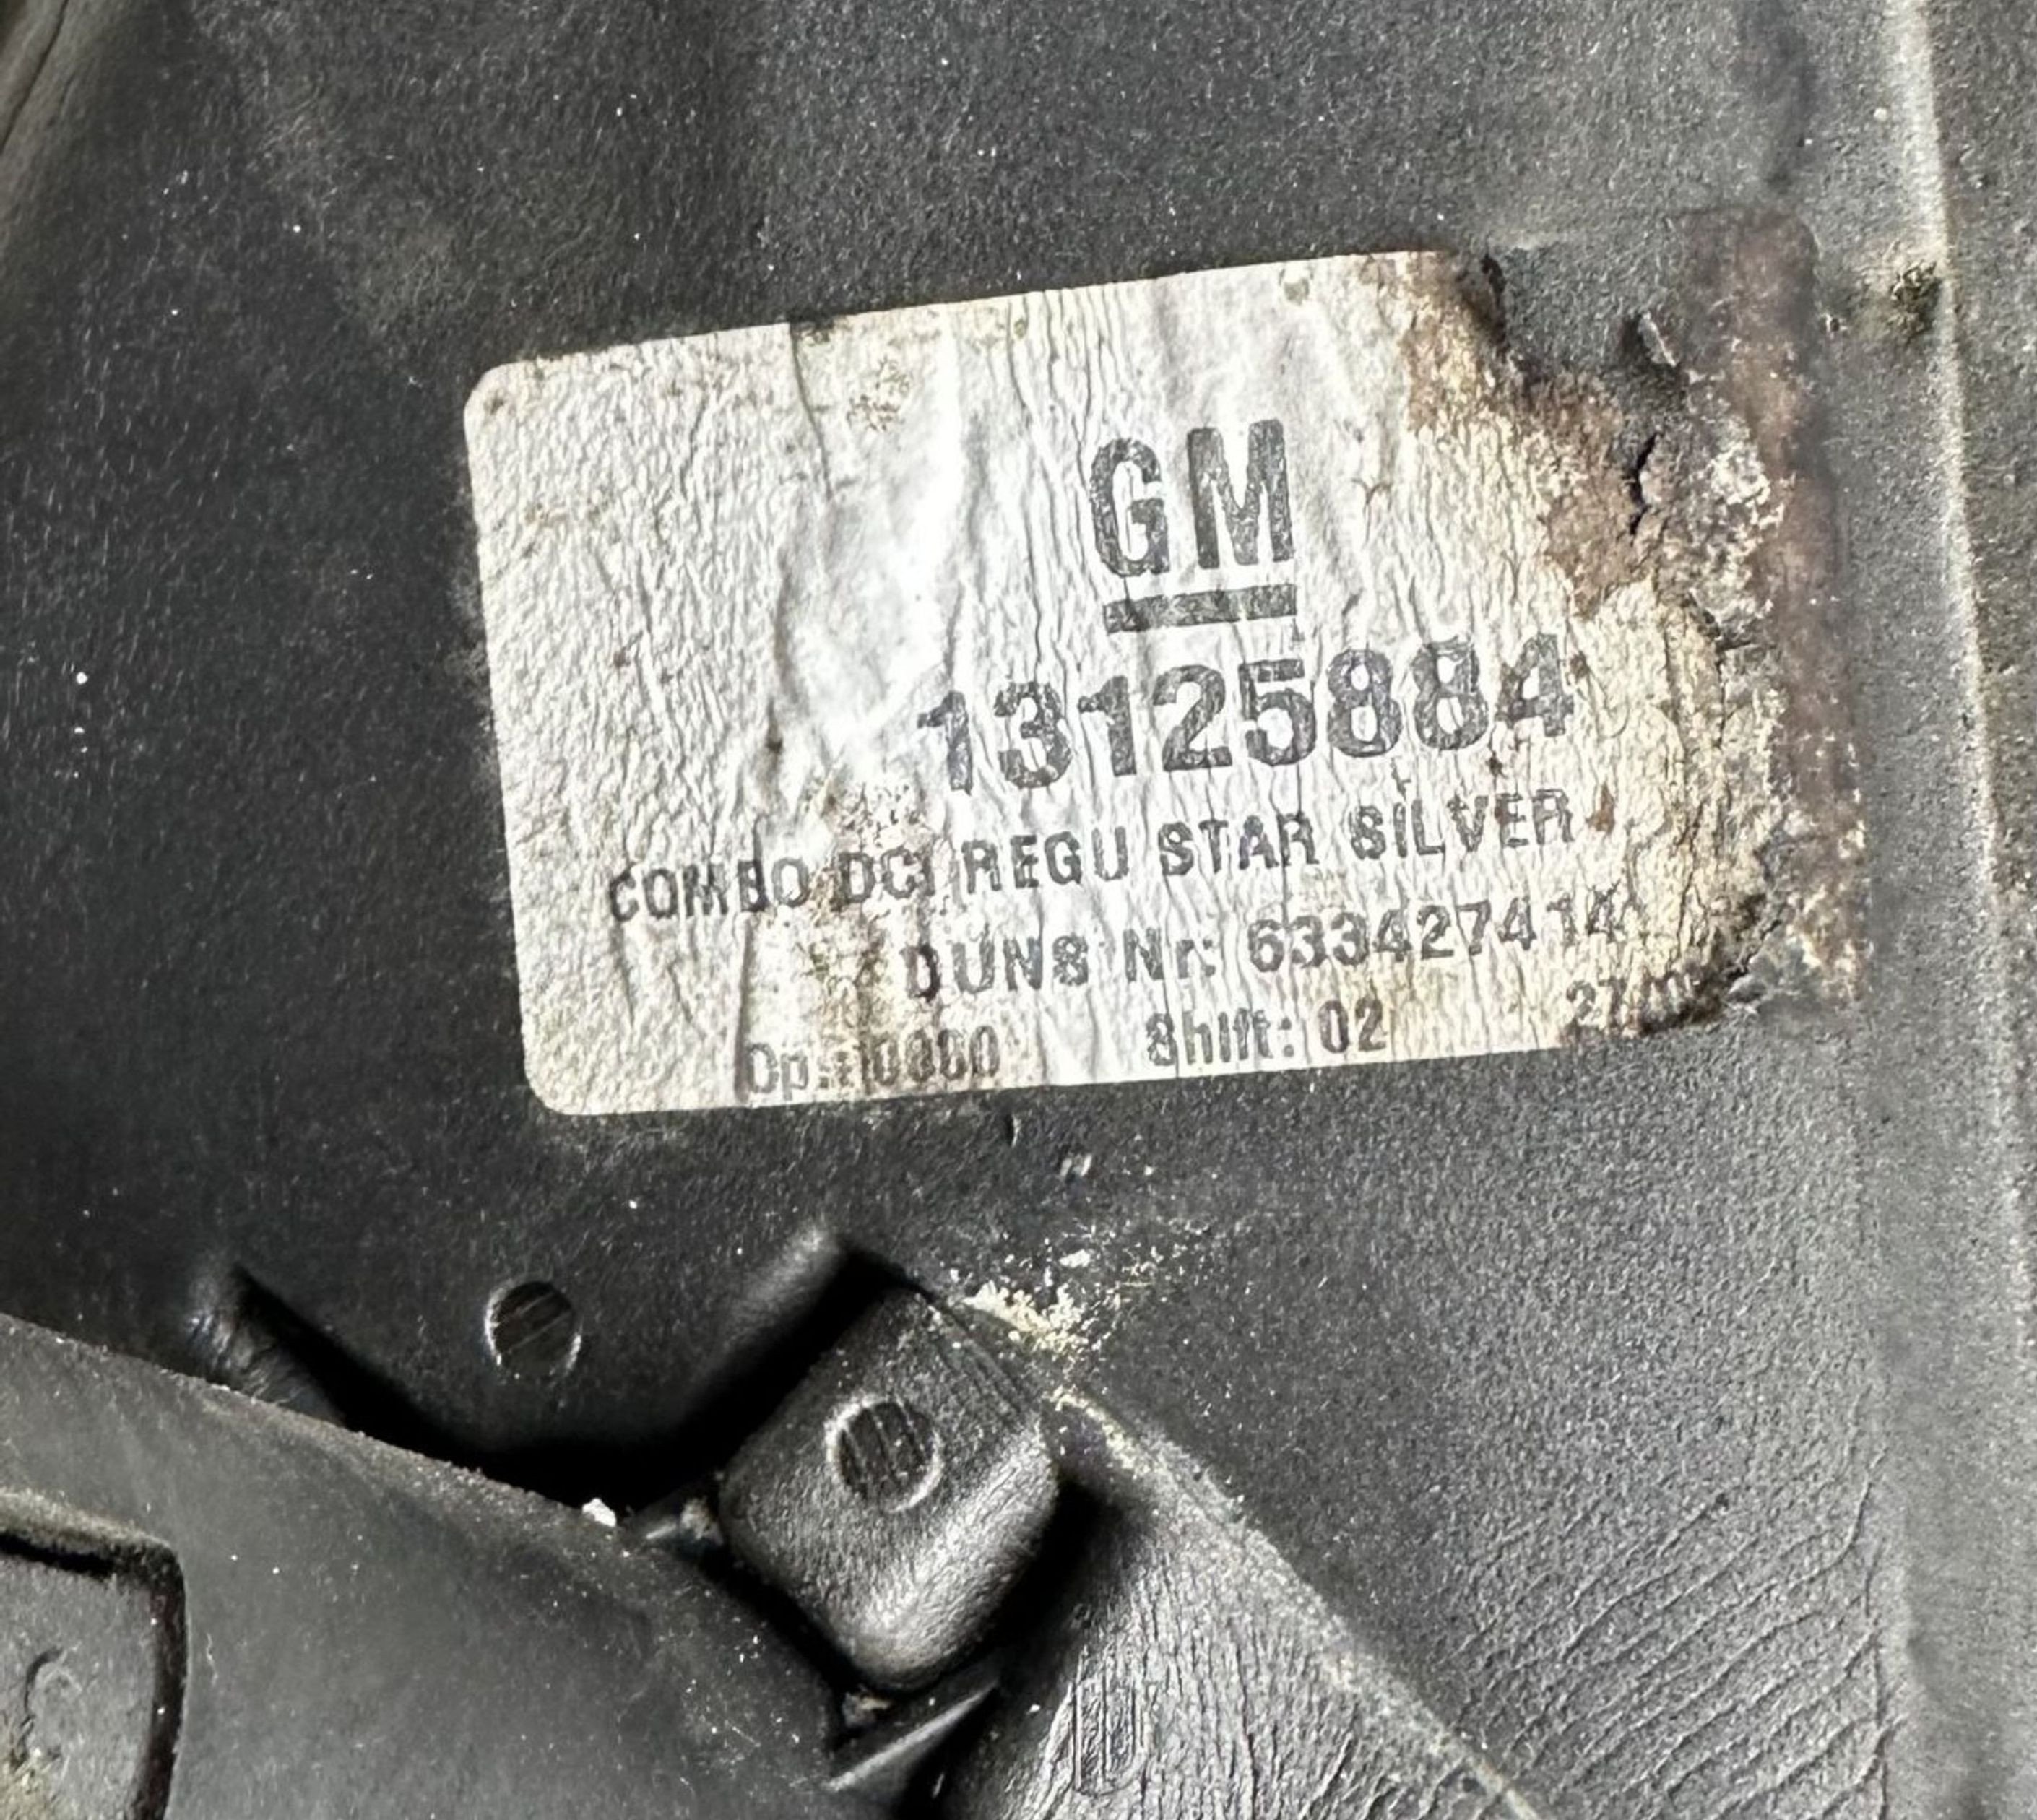 GM
13125884
COMBO DCI REGU STAR SILVER
DUNS Nr: 633427414
Shift: 02